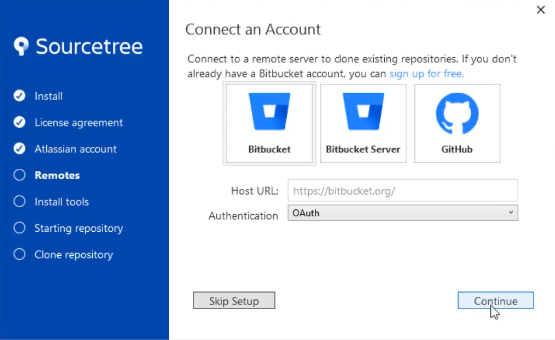 Sourcetree
Install
License agreement
Atlassian account
Remotes
Install tools
Starting repository
Clone repository
Connect an Account
Connect to a remote server to clone existing repositories. If you don't
already have a Bitbucket account, you can sign up for free.
Bitbucket
Bitbucket Server
GitHub
Host URL: https://bitbucket.org/
Authentication OAuth
Skip Setup
Continue